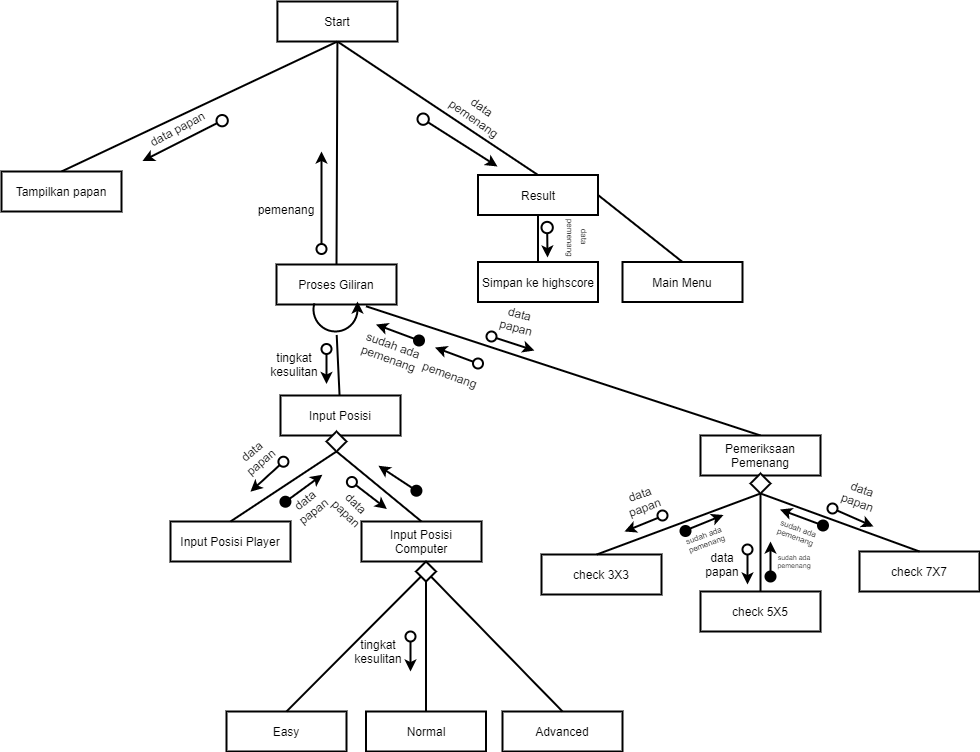 Start
data papan
data
pemenang
Tampilkan papan
pemenang
Result
data
pemenang
Proses Giliran
Simpan ke highscore
Main Menu
data
papan
sudah ada
pemenang
pemenang
tingkat
kesulitan
Input Posisi
Pemeriksaan
Pemenang
data
papan
data
papan
data
papan
data
papan
sudah ada
pemenang
data
papan
sudah ada
pemenang
data
papan
sudah ada
pemenang
Input Posisi Player
Input Posisi
Computer
check 3X3
check 5X5
check 7X7
tingkat
kesulitan
Easy
Normal
Advanced